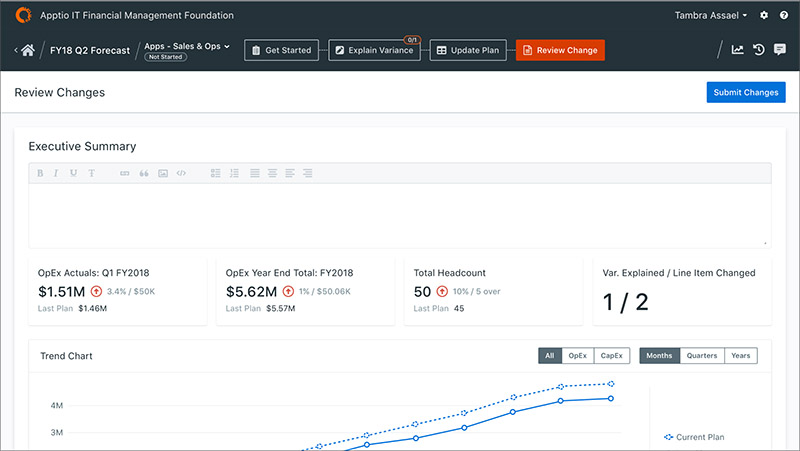 Apptio IT Financial Management Foundation
Tambra Assael
FY18 Q2 Forecast
Apps - Sales & Ops
Not Started
Get Started
Explain Variance
0/1
Update Plan
Review Change
Review Changes
Submit Changes
Executive Summary
B I U T
OpEx Actuals: Q1 FY2018
$1.51M 3.4% / $50K
Last Plan $1.46M
OpEx Year End Total: FY2018
$5.62M 1% / $50.06K
Last Plan $5.57M
Total Headcount
50 10% / 5 over
Last Plan 45
Var. Explained / Line Item Changed
1 / 2
Trend Chart
All OpEx CapEx
Months Quarters Years
4M
3M
Current Plan